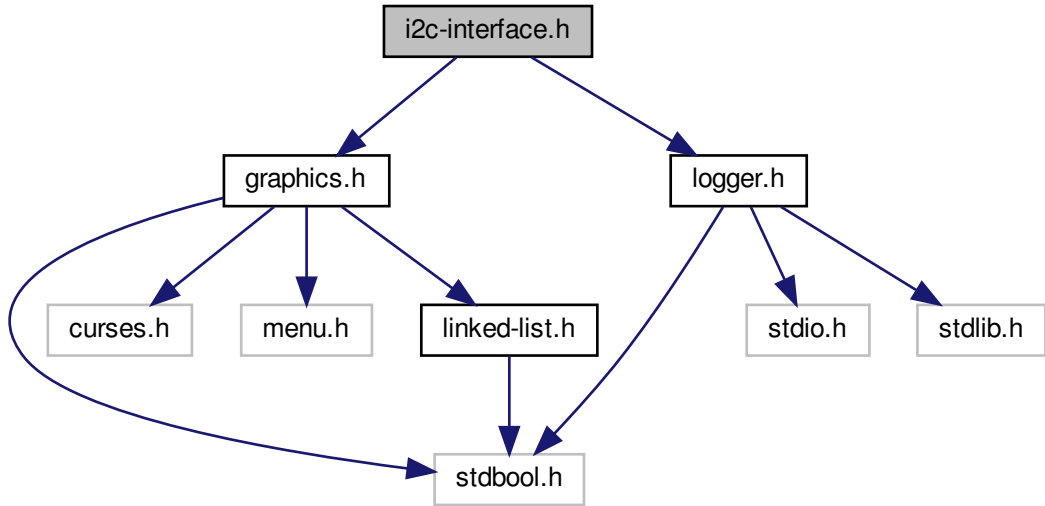 i2c-interface.h
graphics.h
logger.h
curses.h
menu.h
linked-list.h
stdio.h
stdlib.h
stdbool.h